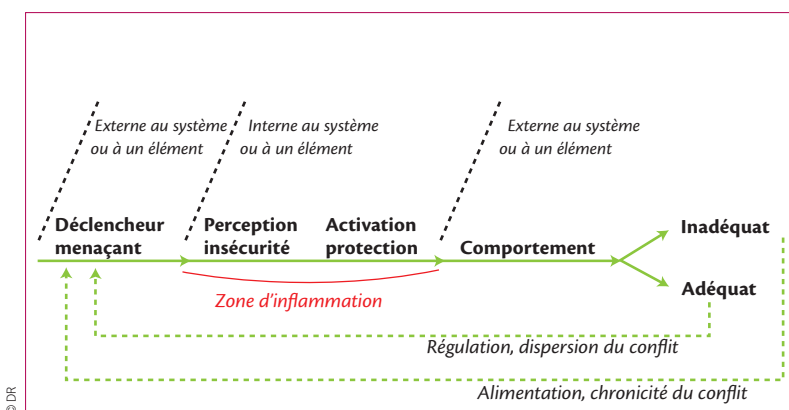 Externe au système
ou à un élément
Interne au système
ou à un élément
Externe au système
ou à un élément
Déclencheur
menaçant
Perception
insécurité
Activation
protection
Comportement
Inadéquat
Adéquat
Zone d'inflammation
Régulation, dispersion du conflit
Alimentation, chronicité du conflit
© DR